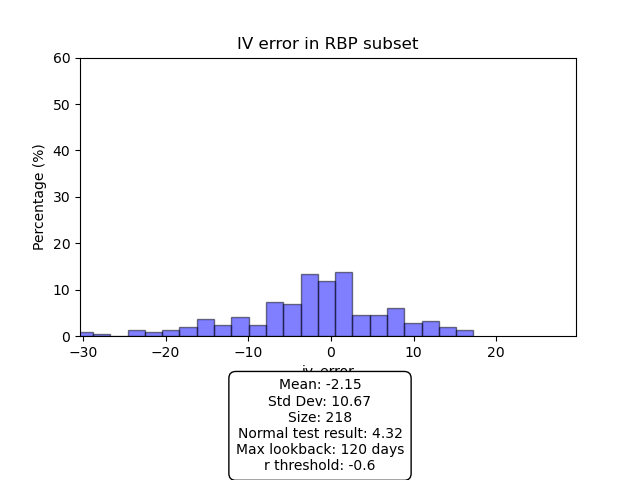 IV error in RBP subset
60
50
40
30
20
10
0
Percentage (%)
−30 −20 −10 0 10 20
iv_error
Mean: -2.15
Std Dev: 10.67
Size: 218
Normal test result: 4.32
Max lookback: 120 days
r threshold: -0.6